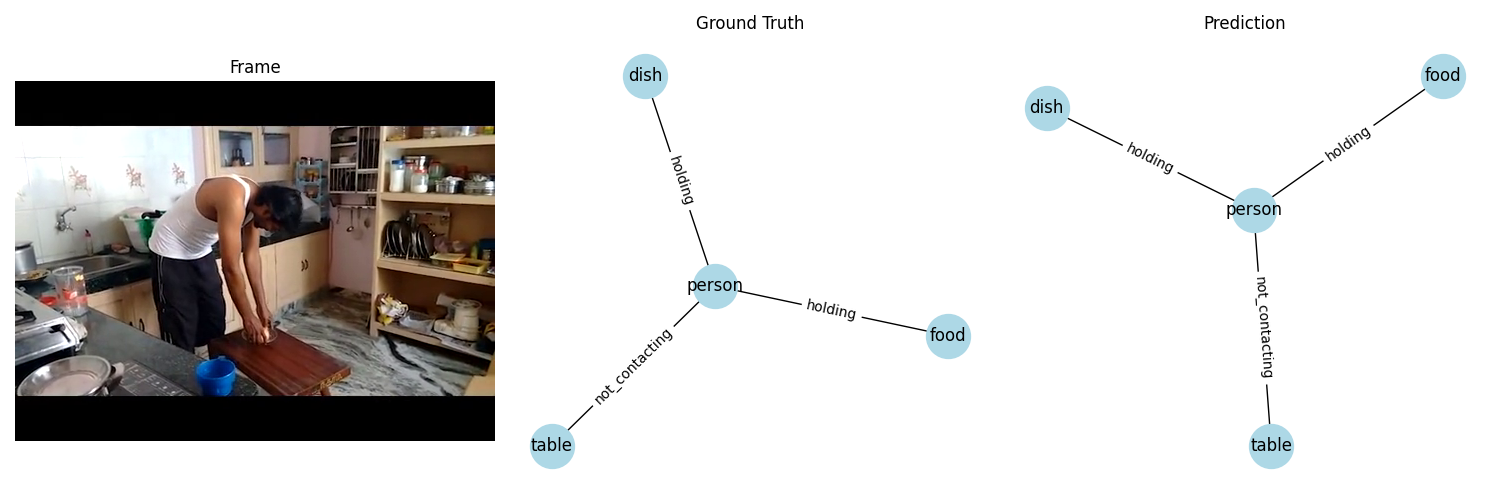 Frame
Ground Truth
dish
holding
person
holding
food
not_contacting
table
Prediction
food
dish
holding
holding
person
not_contacting
table